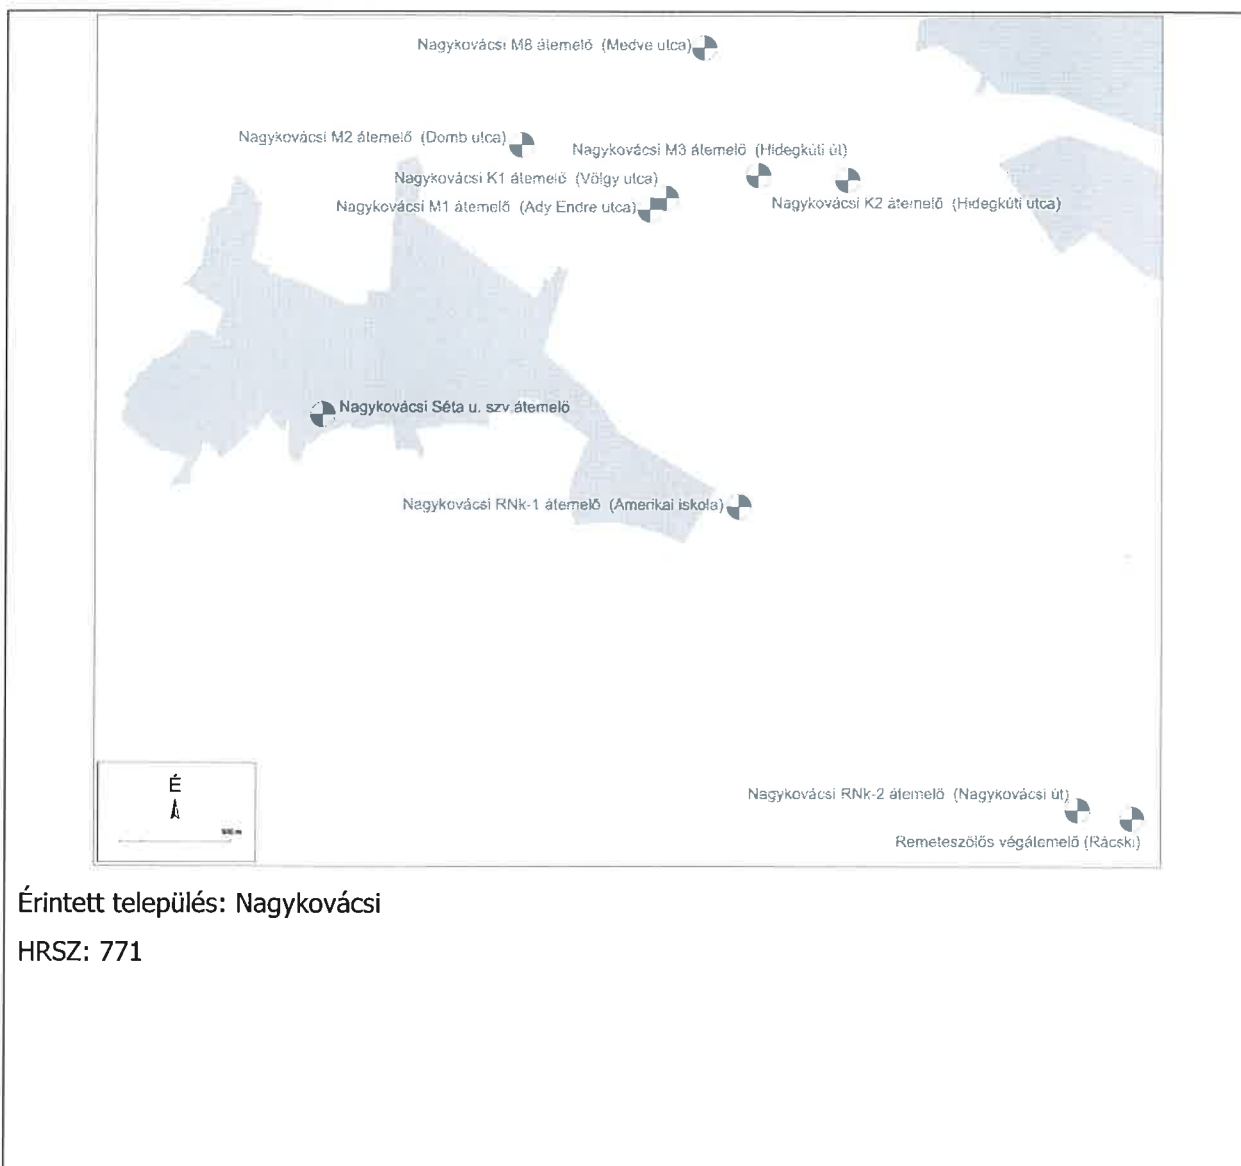 Nagykovácsi M8 átemelő (Medve utca)
Nagykovácsi M2 átemelő (Domb utca)
Nagykovácsi M3 átemelő (Hidegkúti út)
Nagykovácsi K1 átemelő (Völgy utca)
Nagykovácsi M1 átemelő (Ady Endre utca)
Nagykovácsi K2 átemelő (Hidegkúti utca)
Nagykovácsi Séta u. szv.átemelő
Nagykovácsi RNk-1 átemelő (Amerikai iskola)
É
Nagykovácsi RNk-2 átemelő (Nagykovácsi út)
Remeteszőlős végátemelő (Rácski)
Érintett település: Nagykovácsi
HRSZ: 771